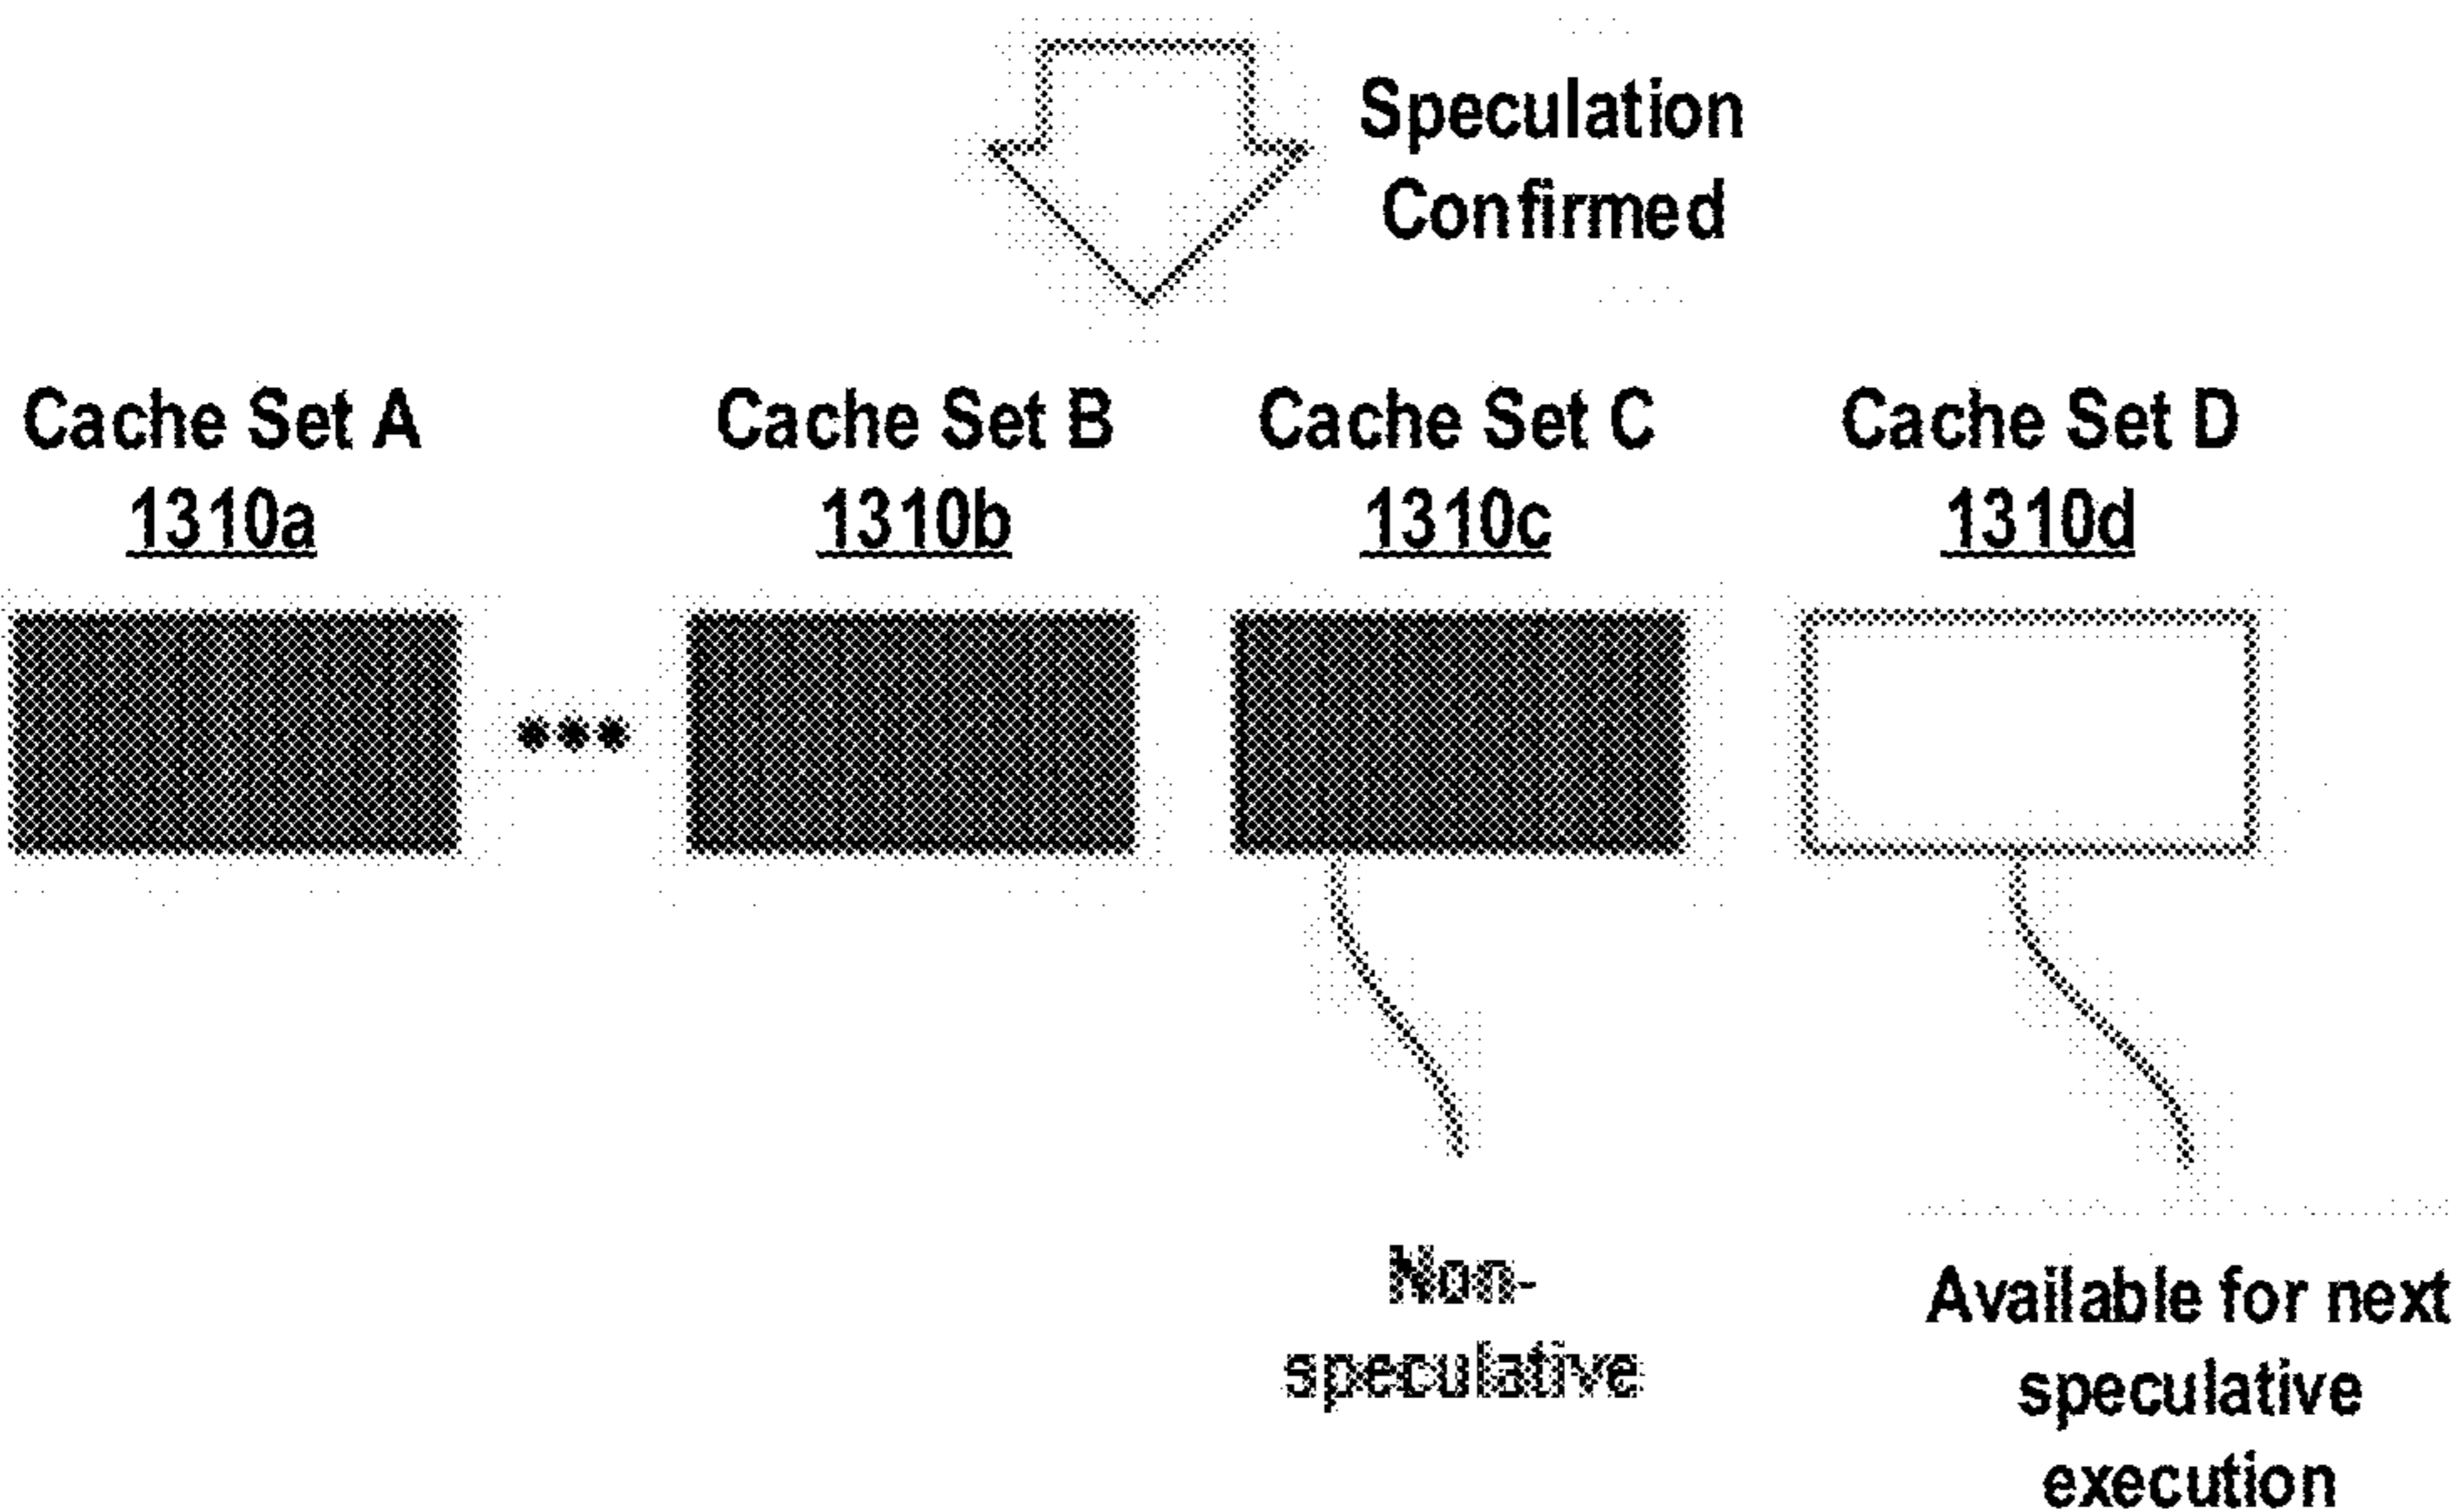 Speculation
Confirmed
Cache Set A
1310a
Cache Set B
1310b
Cache Set C
1310c
Cache Set D
1310d
Non-
speculative
Available for next
speculative
execution